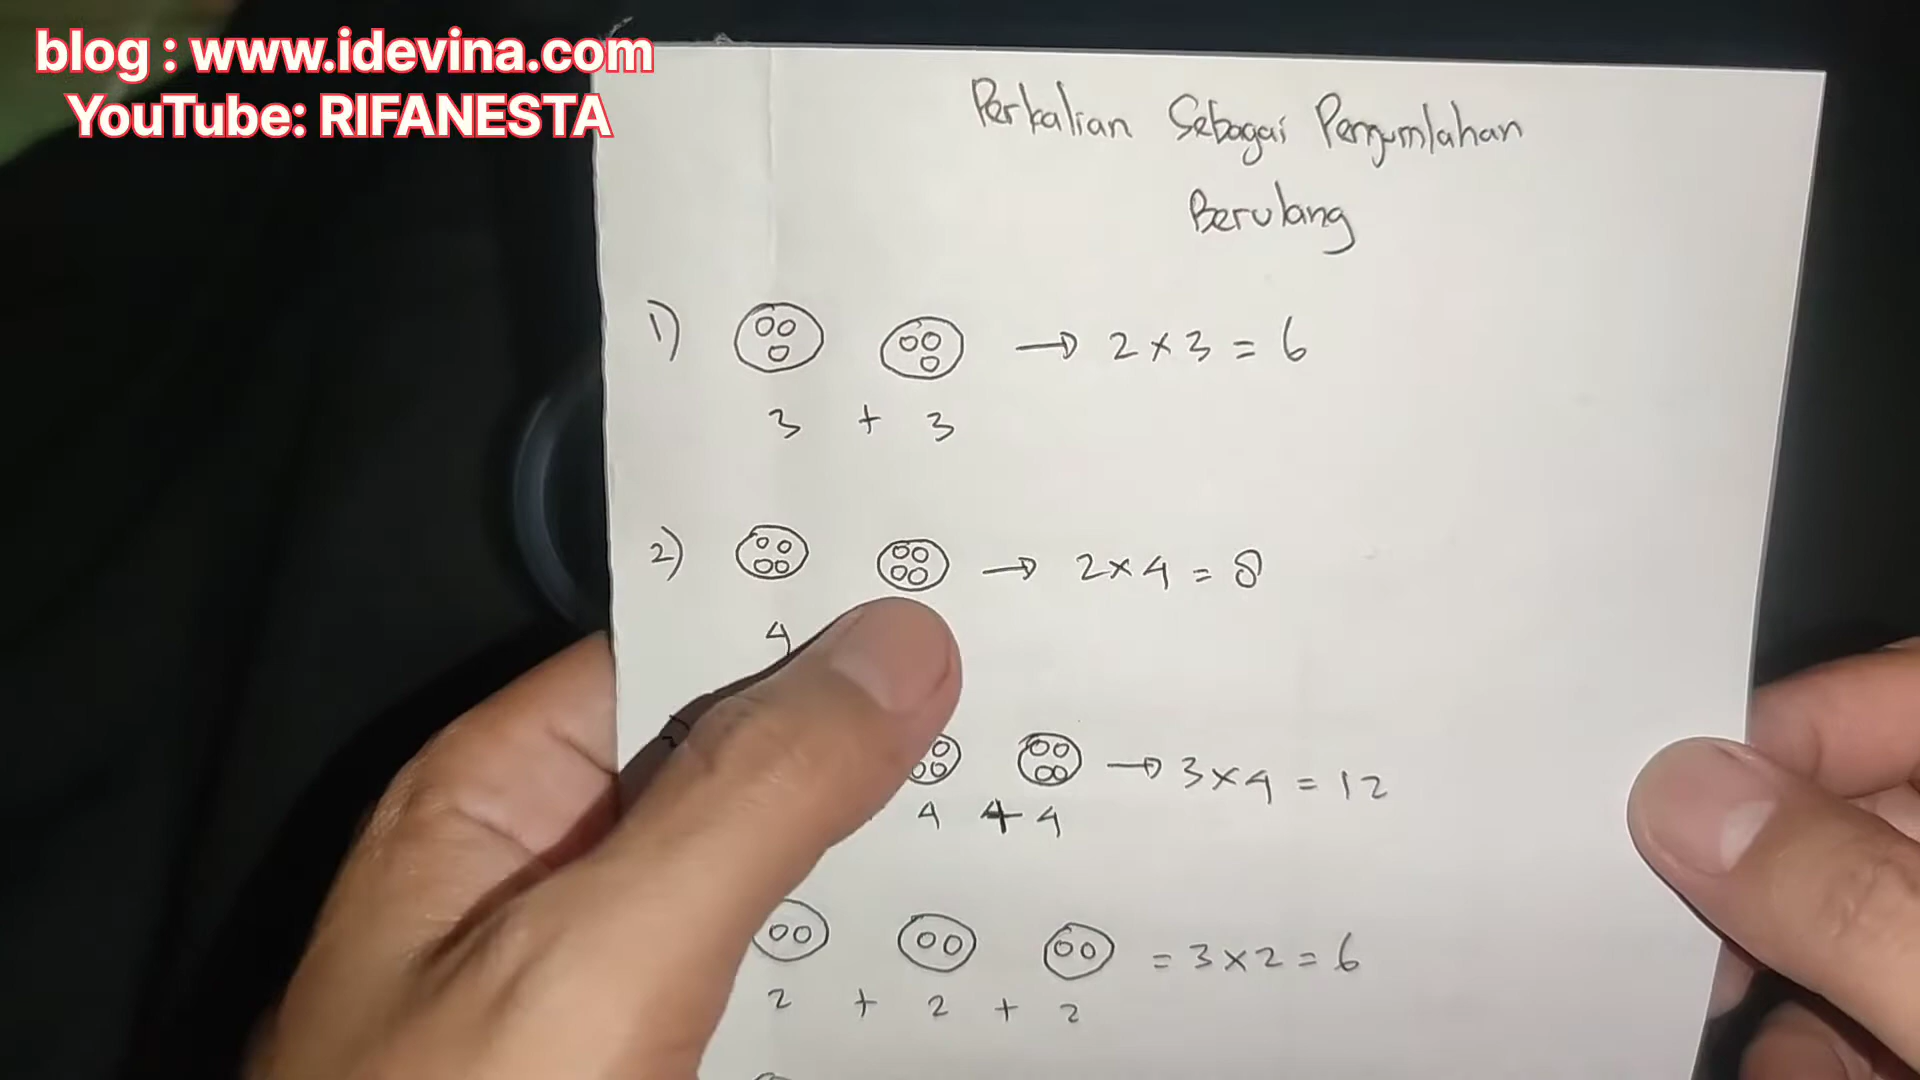 blog : www.idevina.com
YouTube: RIFANESTA
Perkalian Sebagai Penjumlahan
Berulang
1) → 2 × 3 = 6
3 + 3
2) → 2 × 4 = 8
4
→ 3 × 4 = 12
4 + 4
= 3 × 2 = 6
2 + 2 + 2